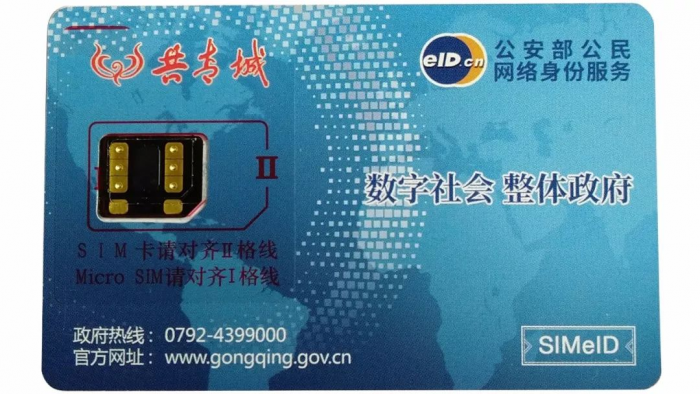 共青城
eID.cn
公安部公民
网络身份服务
II
数字社会 整体政府
SIM卡请对齐II格线
Micro SIM请对齐I格线
政府热线：0792-4399000
官方网址：www.gongqing.gov.cn
SIMeID